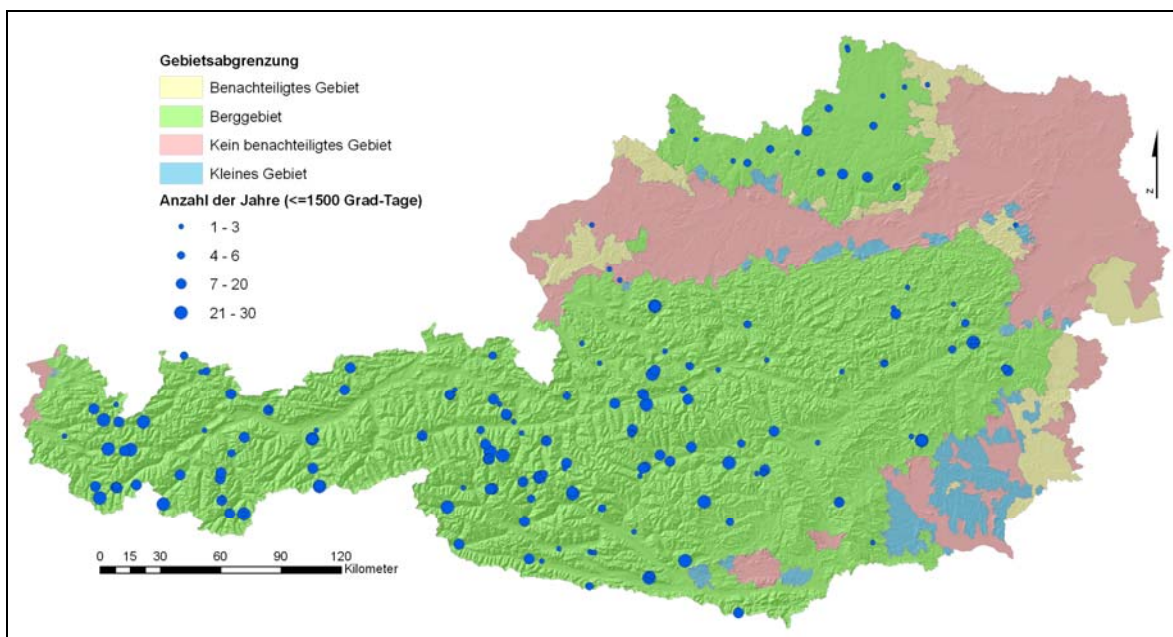 Gebietsabgrenzung
Benachteiligtes Gebiet
Berggebiet
Kein benachteiligtes Gebiet
Kleines Gebiet
Anzahl der Jahre (<=1500 Grad-Tage)
1 - 3
4 - 6
7 - 20
21 - 30
N
0 15 30 60 90 120
Kilometer